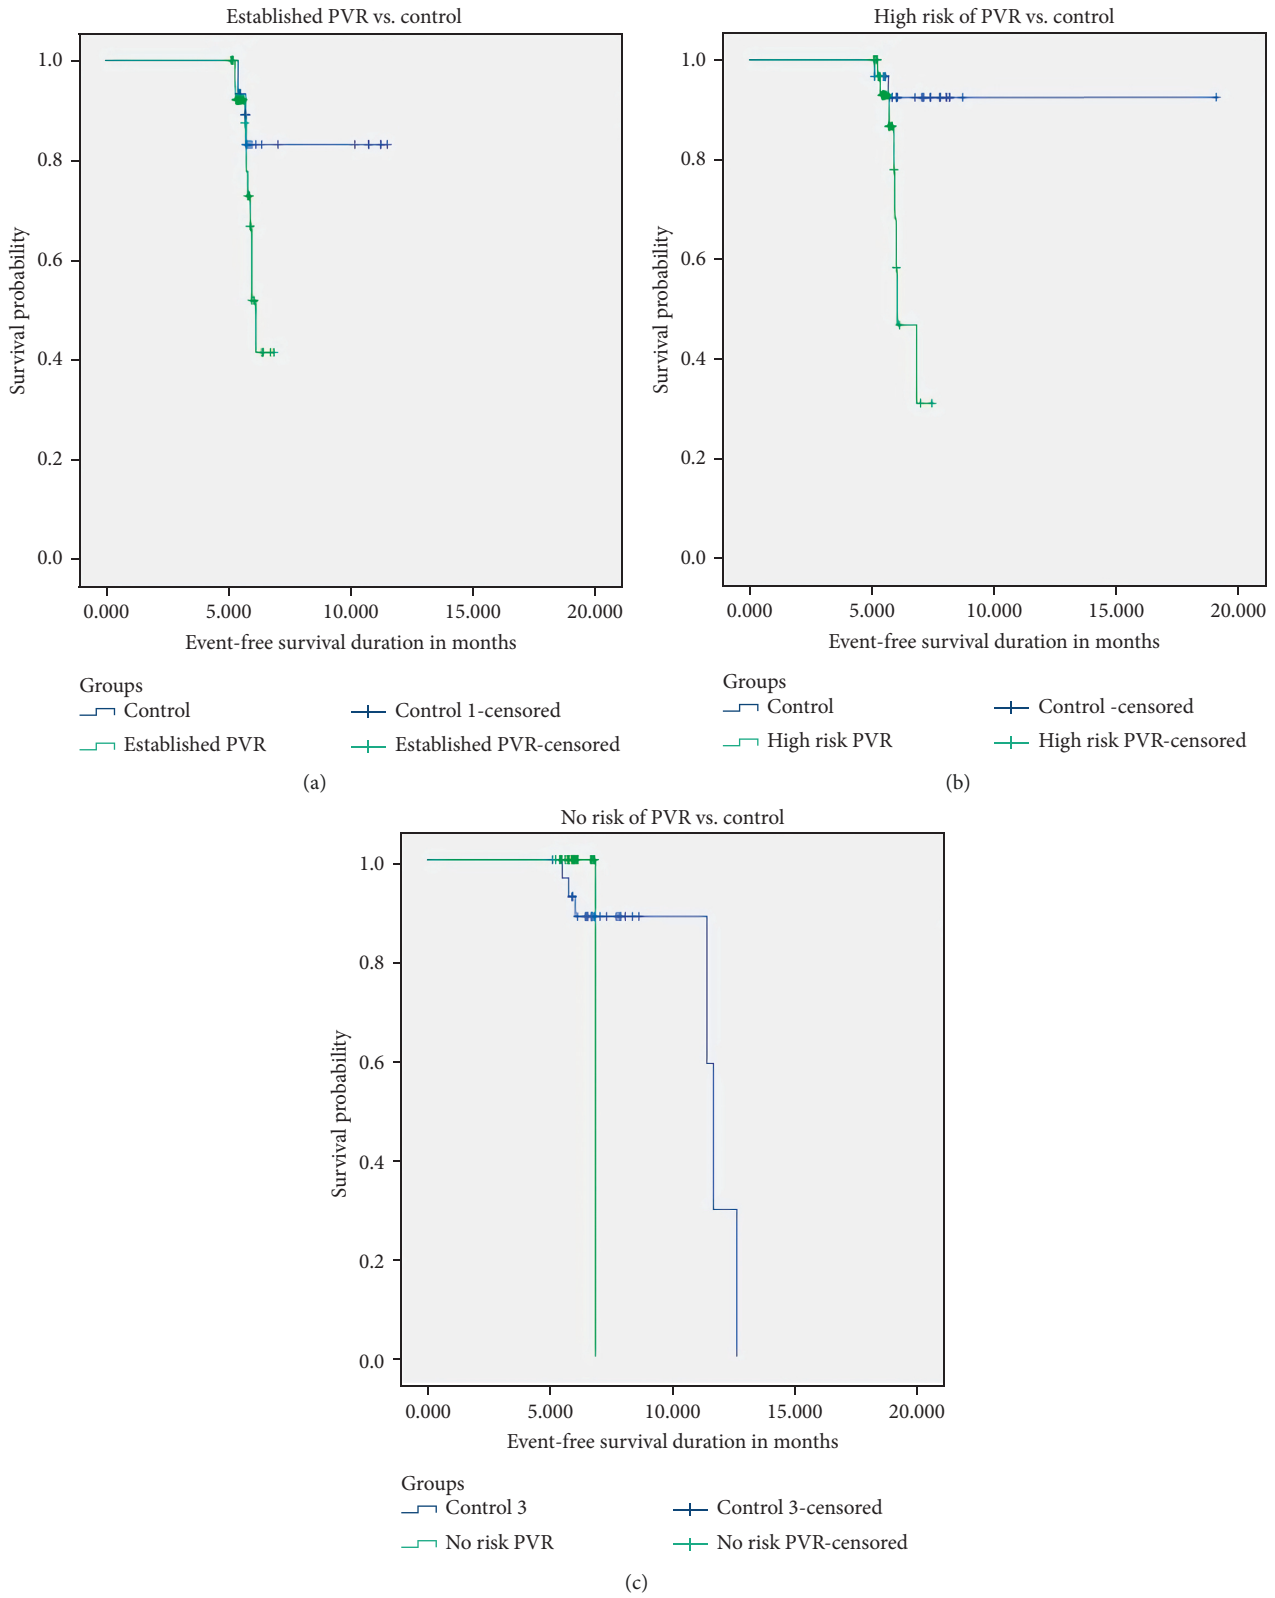 Established PVR vs. control
1.0
0.8
0.6
0.4
0.2
0.0
Survival probability
0.000 5.000 10.000 15.000 20.000
Event-free survival duration in months
Groups
Control
Control 1-censored
Established PVR
Established PVR-censored
(a)
High risk of PVR vs. control
1.0
0.8
0.6
0.4
0.2
0.0
Survival probability
0.000 5.000 10.000 15.000 20.000
Event-free survival duration in months
Groups
Control
Control -censored
High risk PVR
High risk PVR-censored
(b)
No risk of PVR vs. control
1.0
0.8
0.6
0.4
0.2
0.0
Survival probability
0.000 5.000 10.000 15.000 20.000
Event-free survival duration in months
Groups
Control 3
Control 3-censored
No risk PVR
No risk PVR-censored
(c)